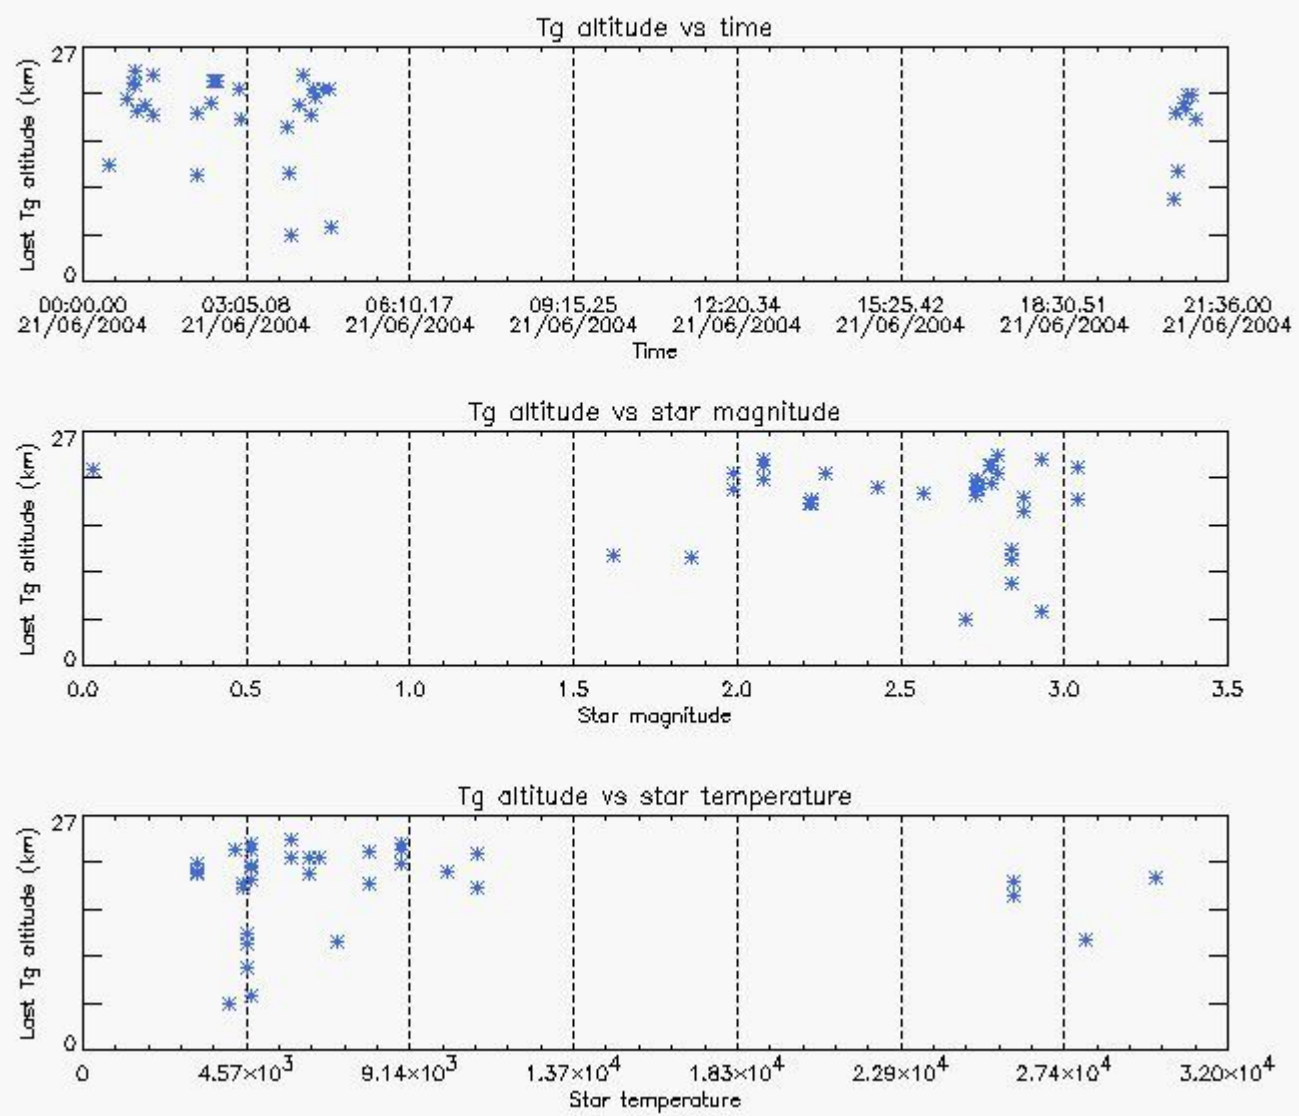 Tg altitude vs time
27
Last Tg altitude (km)
0
00:00.00 03:05.08 06:10.17 09:15.25 12:20.34 15:25.42 18:30.51 21:36.00
21/06/2004 21/06/2004 21/06/2004 21/06/2004 21/06/2004 21/06/2004 21/06/2004 21/06/2004
Time
Tg altitude vs star magnitude
27
Last Tg altitude (km)
0
0.0 0.5 1.0 1.5 2.0 2.5 3.0 3.5
Star magnitude
Tg altitude vs star temperature
27
Last Tg altitude (km)
0
0 4.57×10³ 9.14×10³ 1.37×10⁴ 1.83×10⁴ 2.29×10⁴ 2.74×10⁴ 3.20×10⁴
Star temperature